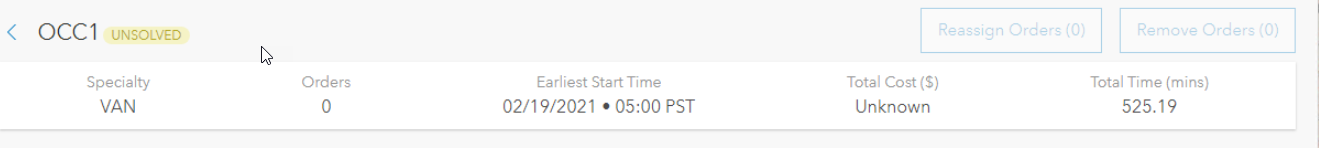 OCC1 UNSOLVED Reassign Orders (0) Remove Orders (0)
Specialty Orders Earliest Start Time Total Cost ($) Total Time (mins)
VAN 0 02/19/2021 • 05:00 PST Unknown 525.19